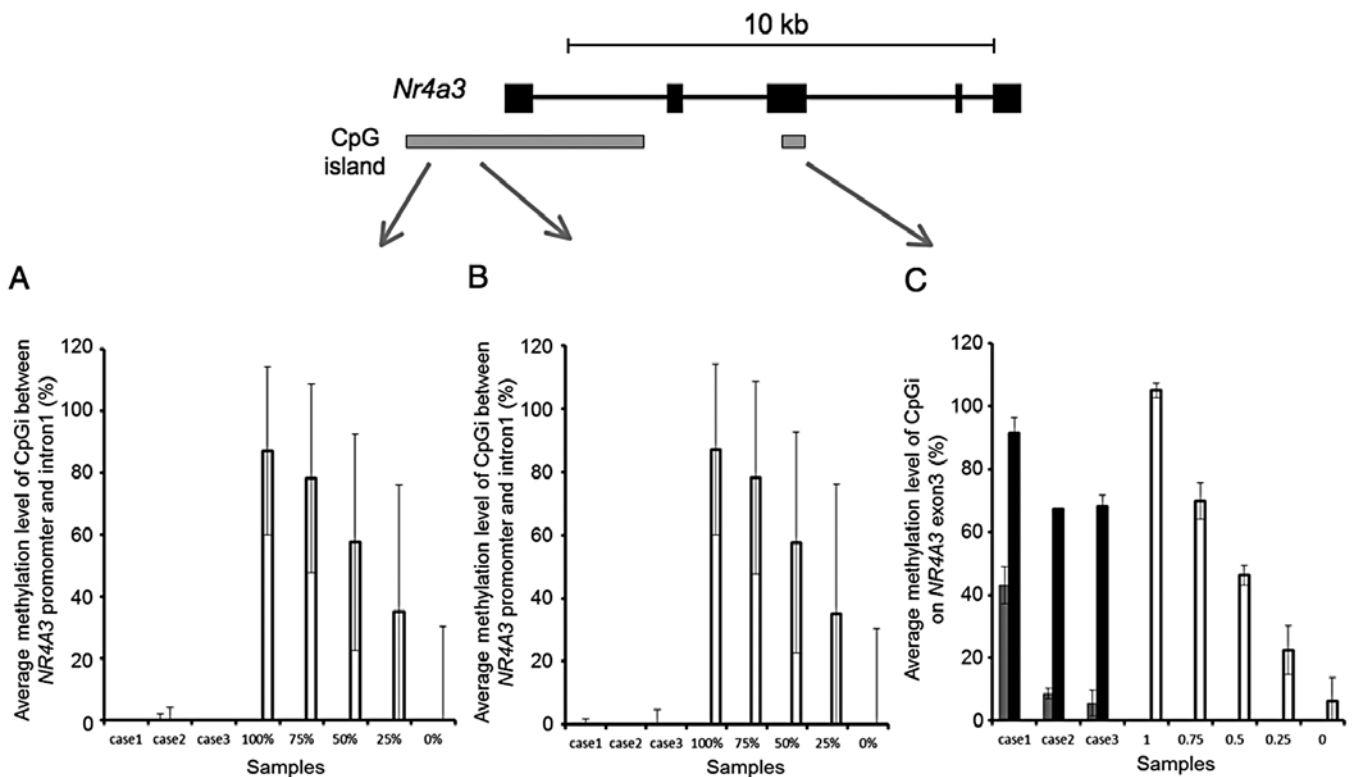 10 kb
Nr4a3
CpG
island
A
Average methylation level of CpGi between
NR4A3 promomter and intron1 (%)
120
100
80
60
40
20
0
case1 case2 case3 100% 75% 50% 25% 0%
Samples
B
Average methylation level of CpGi between
NR4A3 promomter and intron1 (%)
120
100
80
60
40
20
0
case1 case2 case3 100% 75% 50% 25% 0%
Samples
C
Average methylation level of CpGi
on NR4A3 exon3 (%)
120
100
80
60
40
20
0
case1 case2 case3 1 0.75 0.5 0.25 0
Samples